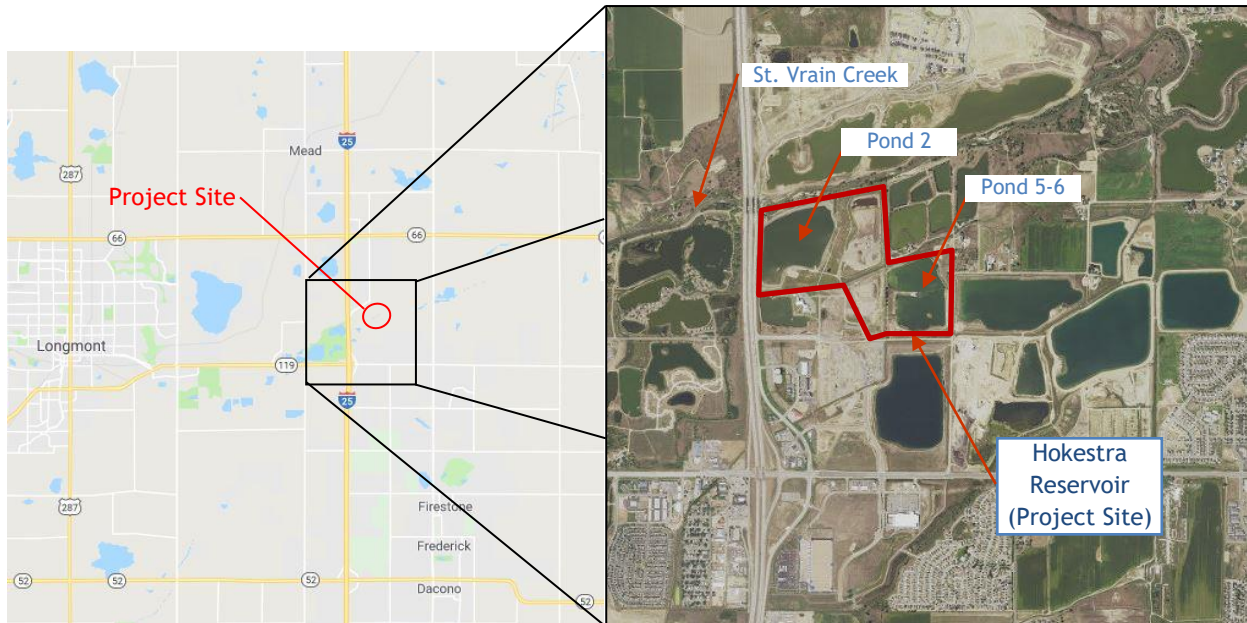 Mead
25
287
Project Site
66
66
6
Longmont
119
25
287
Firestone
Frederick
52
52
52
Dacono
52
St. Vrain Creek
Pond 2
Pond 5-6
Hokestra
Reservoir
(Project Site)